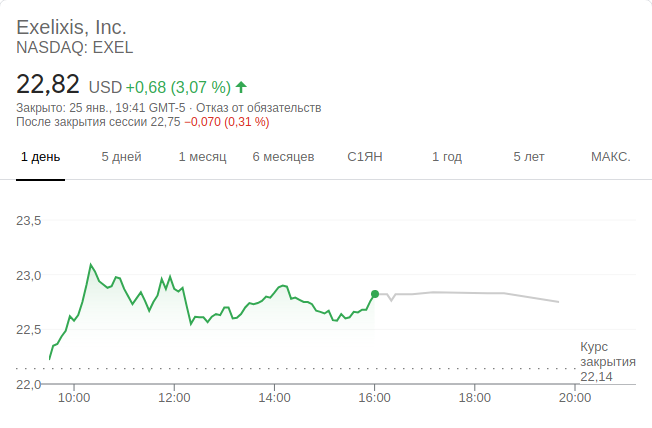 Exelixis, Inc.
NASDAQ: EXEL
22,82 USD +0,68 (3,07 %)
Закрыто: 25 янв., 19:41 GMT-5 · Отказ от обязательств
После закрытия сессии 22,75 −0,070 (0,31 %)
1 день 5 дней 1 месяц 6 месяцев С1ЯН 1 год 5 лет МАКС.
23,5
23,0
22,5
22,0
Курс
закрытия
22,14
10:00 12:00 14:00 16:00 18:00 20:00